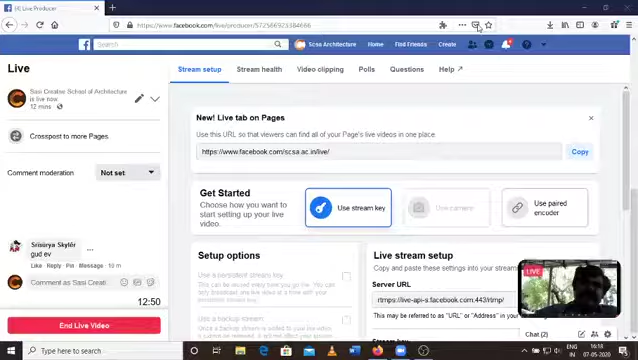 (4) Live Producer
https://www.facebook.com/live/producer/572566923384666
Search
Scsa Architecture
Home
Find Friends
Create
Live
Stream setup
Stream health
Video clipping
Polls
Questions
Help
Sasi Creative School of Architecture
is live now
12 mins
Crosspost to more Pages.
Comment moderation
Not set
New! Live tab on Pages
Use this URL so that viewers can find all of your Page's live videos in one place
https://www.facebook.com/scsa.ac.in/live/
Copy
Get Started
Choose how you want to
start setting up your live
video.
Use stream key
Use camera
Use paired
encoder
gud ev
Like · Reply · Pin · Message · 10 m
Comment as Sasi Creati
12:50
End Live Video
Setup options
Use a persistent stream key
Use a backup stream
Live stream setup
Copy and paste these settings into your streami
Server URL
rtmps://live-api-s.facebook.com:443/rtmp/
This may be referred to as "URL" or "Address" in your
Stream key
LIVE
Chat (2)
Type here to search
ENG
16:18
07-05-2020